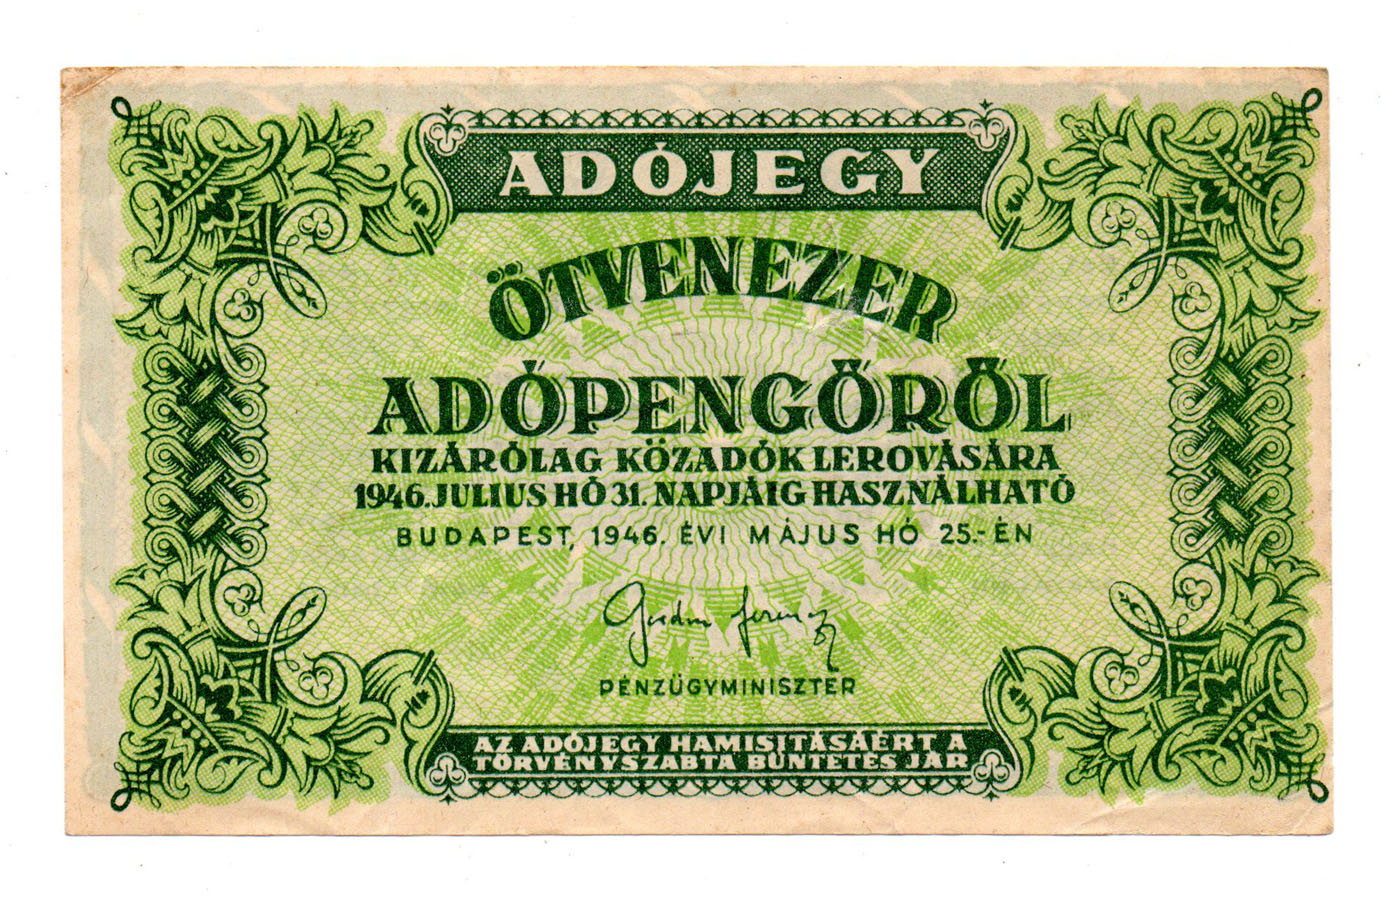 ADÓJEGY
ÖTVENEZER
ADÓPENGŐRŐL
KIZÁRÓLAG KÖZADÓK LEROVÁSÁRA
1946. JULIUS HÓ 31. NAPJÁIG HASZNÁLHATÓ
BUDAPEST, 1946. ÉVI MÁJUS HÓ 25.-ÉN
PÉNZÜGYMINISZTER
AZ ADÓJEGY HAMISITÁSÁÉRT A
TÖRVÉNYSZABTA BÜNTETÉS JÁR